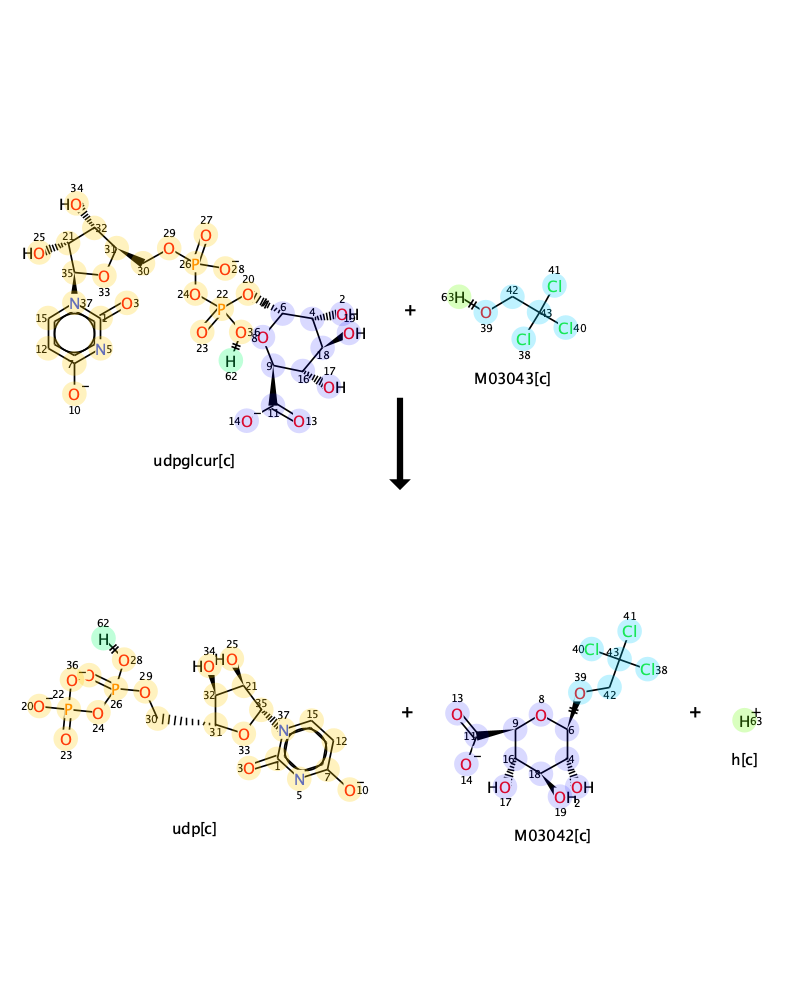 34
HO
32
25
HO
21
31
35
O
33
30
29
O
27
O
P
26
O
−
28
24
O
22
P
20
O
23
O
O
36
H
62
N
37
15
1
O
3
12
N
5
7
O
−
10
6
4
2
OH
19
OH
8
O
18
9
16
17
OH
11
14
O
−
O
13
udpglcur[c]
+
63
H
O
39
42
41
Cl
43
Cl
40
Cl
38
M03043[c]
62
H
O
28
36
O
−
O
P
26
29
O
20
O
−
22
P
24
O
30
23
O
34
HO
25
HO
32
21
35
31
O
33
37
N
15
12
1
3
O
N
5
7
O
−
10
udp[c]
+
41
Cl
40
Cl
43
Cl
38
39
O
42
13
O
8
O
11
9
6
O
−
14
16
4
18
HO
17
OH
2
OH
19
M03042[c]
+
H
+
63
h[c]